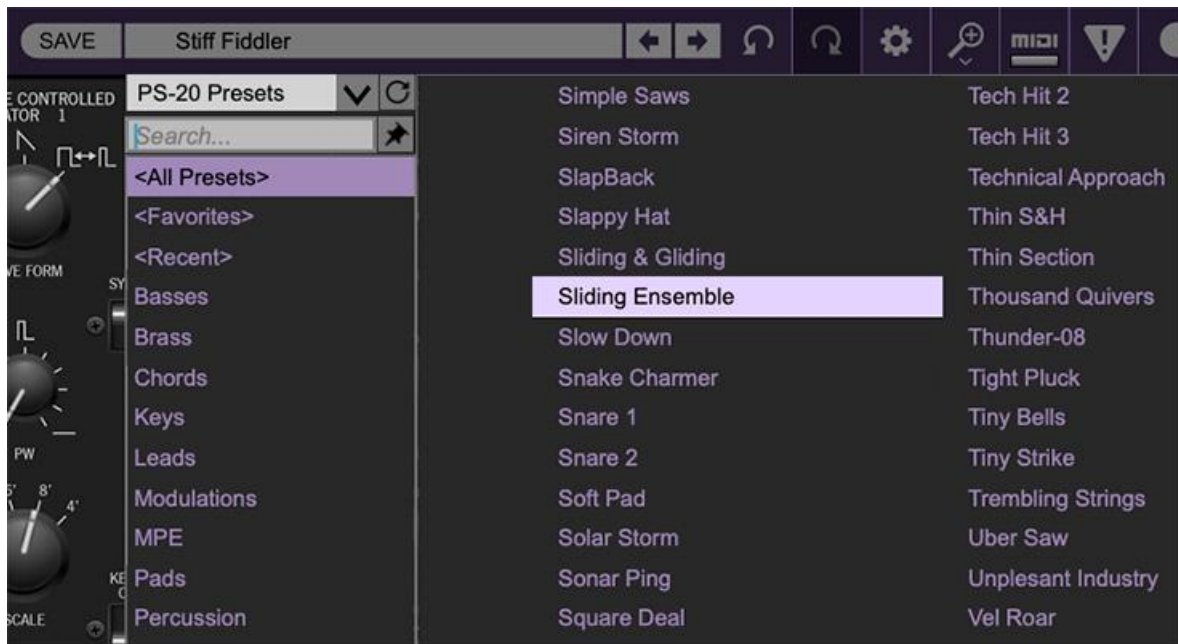 SAVE
Stiff Fiddler
MIDI
E CONTROLLED
ATOR 1
VE FORM
SY
PW
8' 4'
KE
SCALE
PS-20 Presets
Search...
<All Presets>
<Favorites>
<Recent>
Basses
Brass
Chords
Keys
Leads
Modulations
MPE
Pads
Percussion
Simple Saws
Siren Storm
SlapBack
Slappy Hat
Sliding & Gliding
Sliding Ensemble
Slow Down
Snake Charmer
Snare 1
Snare 2
Soft Pad
Solar Storm
Sonar Ping
Square Deal
Tech Hit 2
Tech Hit 3
Technical Approach
Thin S&H
Thin Section
Thousand Quivers
Thunder-08
Tight Pluck
Tiny Bells
Tiny Strike
Trembling Strings
Uber Saw
Unplesant Industry
Vel Roar